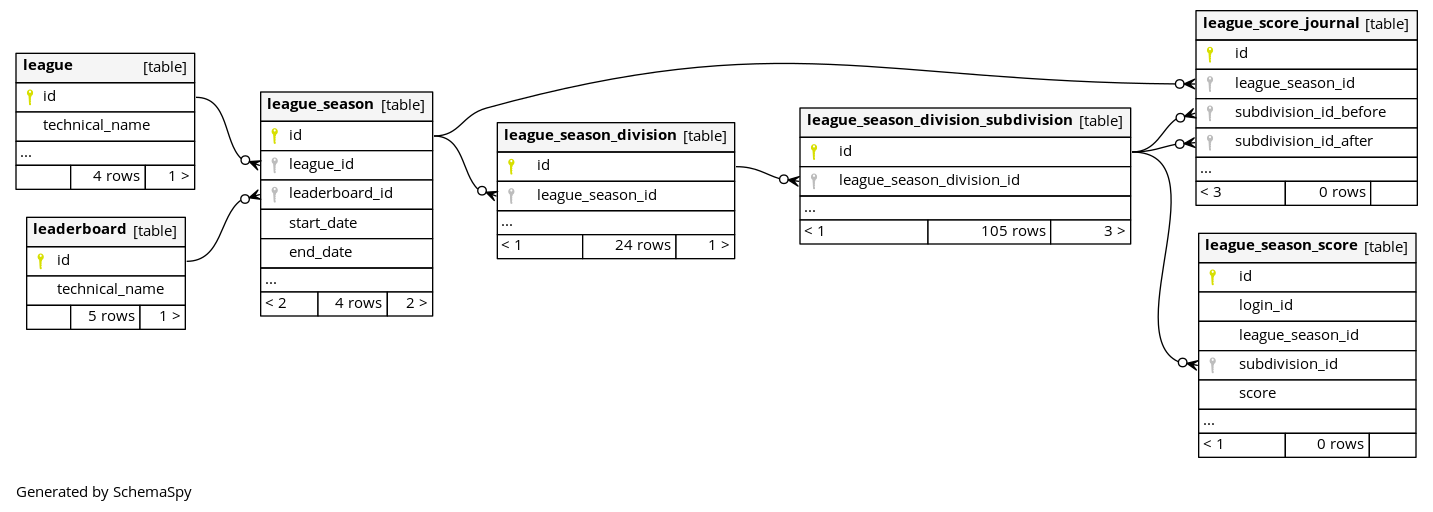 league [table]
id
technical_name
...
4 rows 1 >
leaderboard [table]
id
technical_name
5 rows 1 >
league_season [table]
id
league_id
leaderboard_id
start_date
end_date
...
< 2 4 rows 2 >
league_season_division [table]
id
league_season_id
...
< 1 24 rows 1 >
league_season_division_subdivision [table]
id
league_season_division_id
...
< 1 105 rows 3 >
league_score_journal [table]
id
league_season_id
subdivision_id_before
subdivision_id_after
...
< 3 0 rows
league_season_score [table]
id
login_id
league_season_id
subdivision_id
score
...
< 1 0 rows
Generated by SchemaSpy